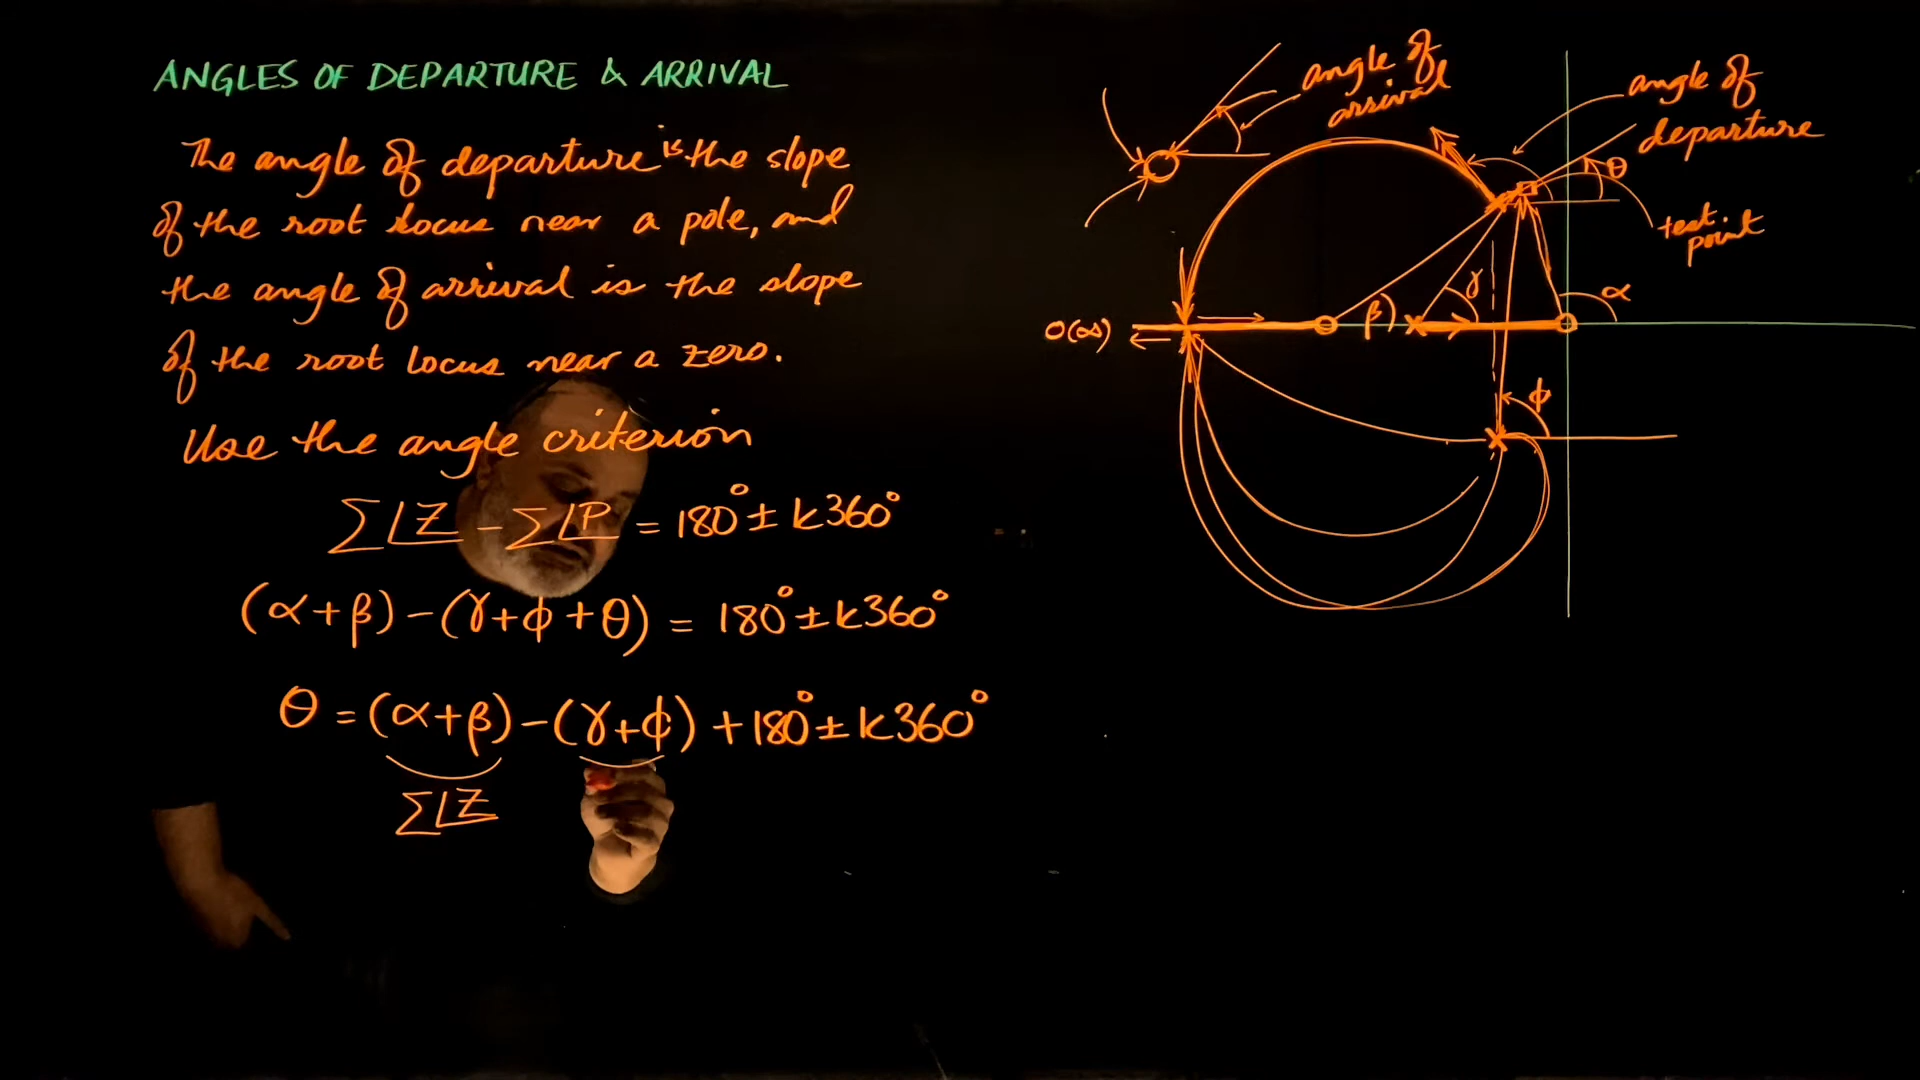 ANGLES OF DEPARTURE & ARRIVAL
The angle of departure is the slope
of the root locus near a pole, and
the angle of arrival is the slope
of the root locus near a zero.
Use the angle criterion
Σ∠Z - Σ∠P = 180° ± k360°
(α+β) - (γ+ϕ+θ) = 180° ± k360°
θ = (α+β) - (γ+ϕ) + 180° ± k360°
Σ∠Z
angle of
arrival
angle of
departure
θ
test
point
γ
β
α
O(∞)
ϕ